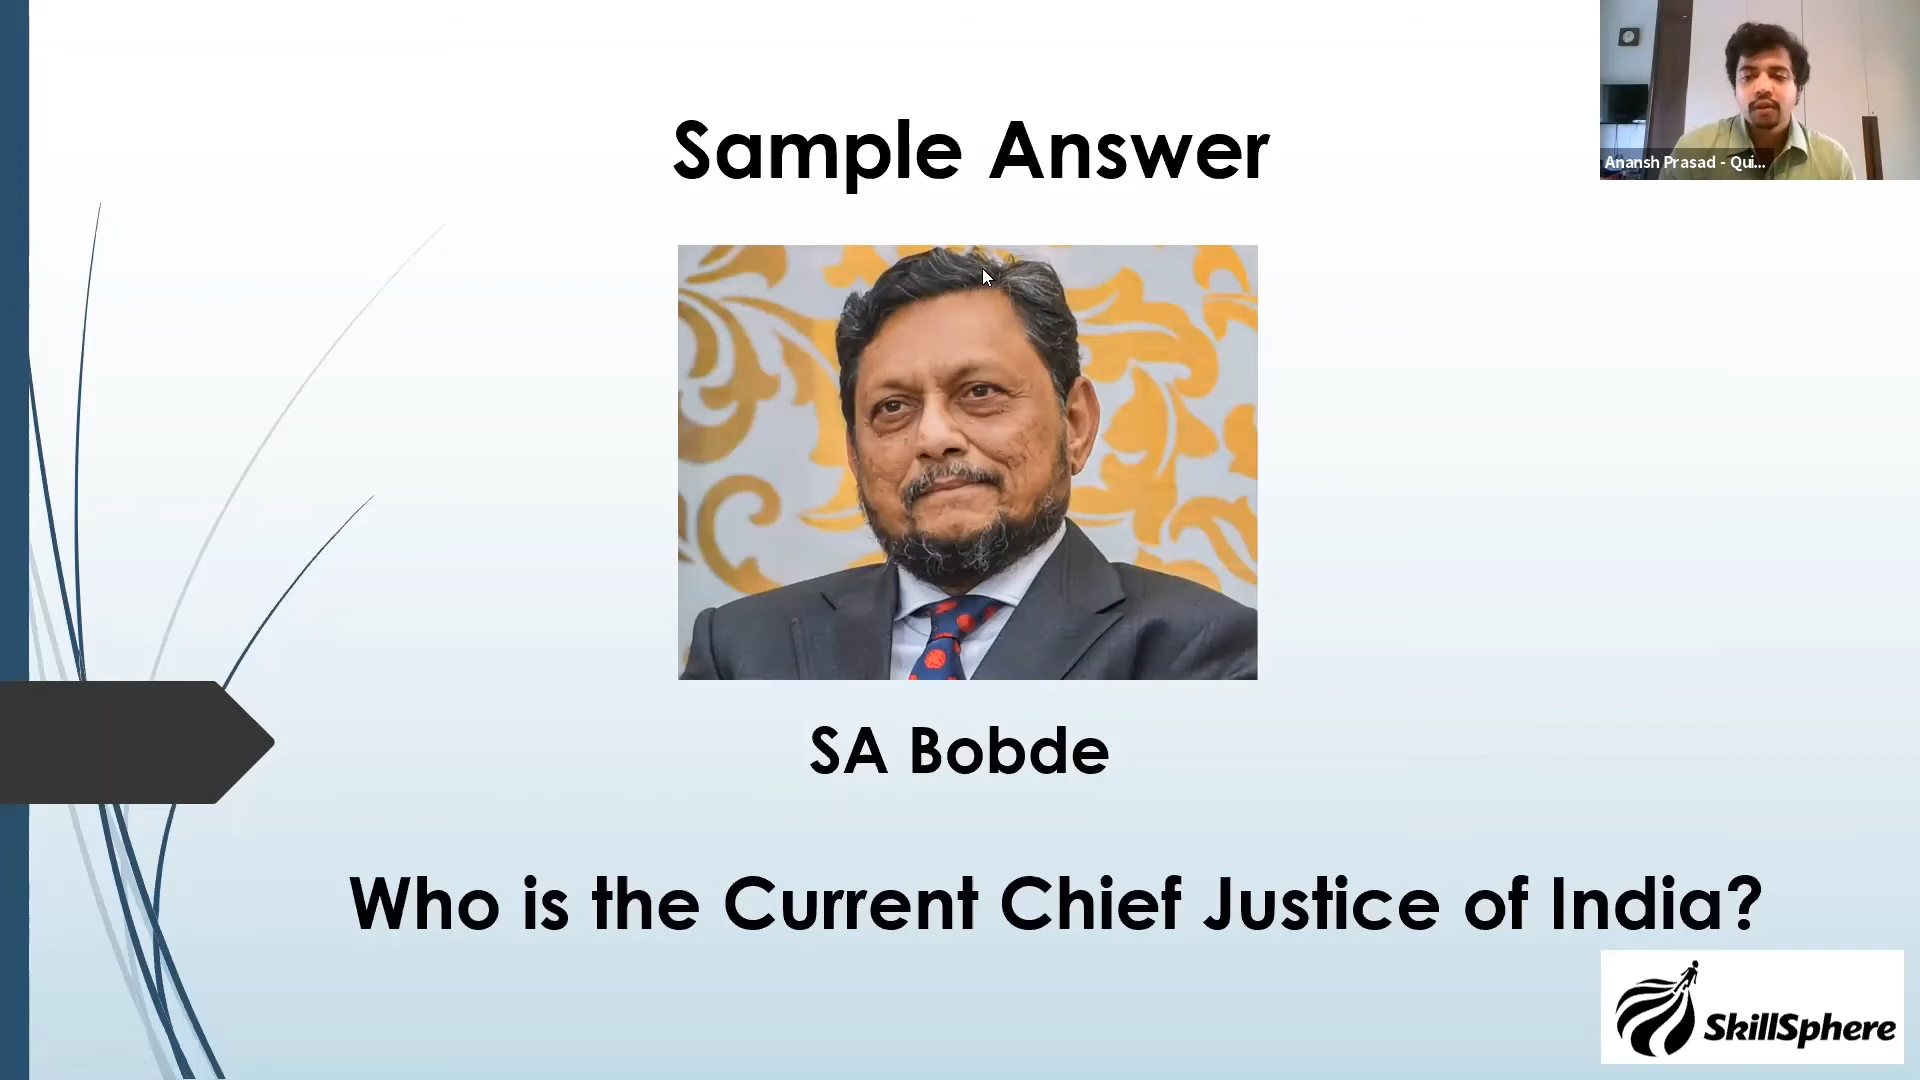 Sample Answer
Anansh Prasad - Qui...
SA Bobde
Who is the Current Chief Justice of India?
SkillSphere